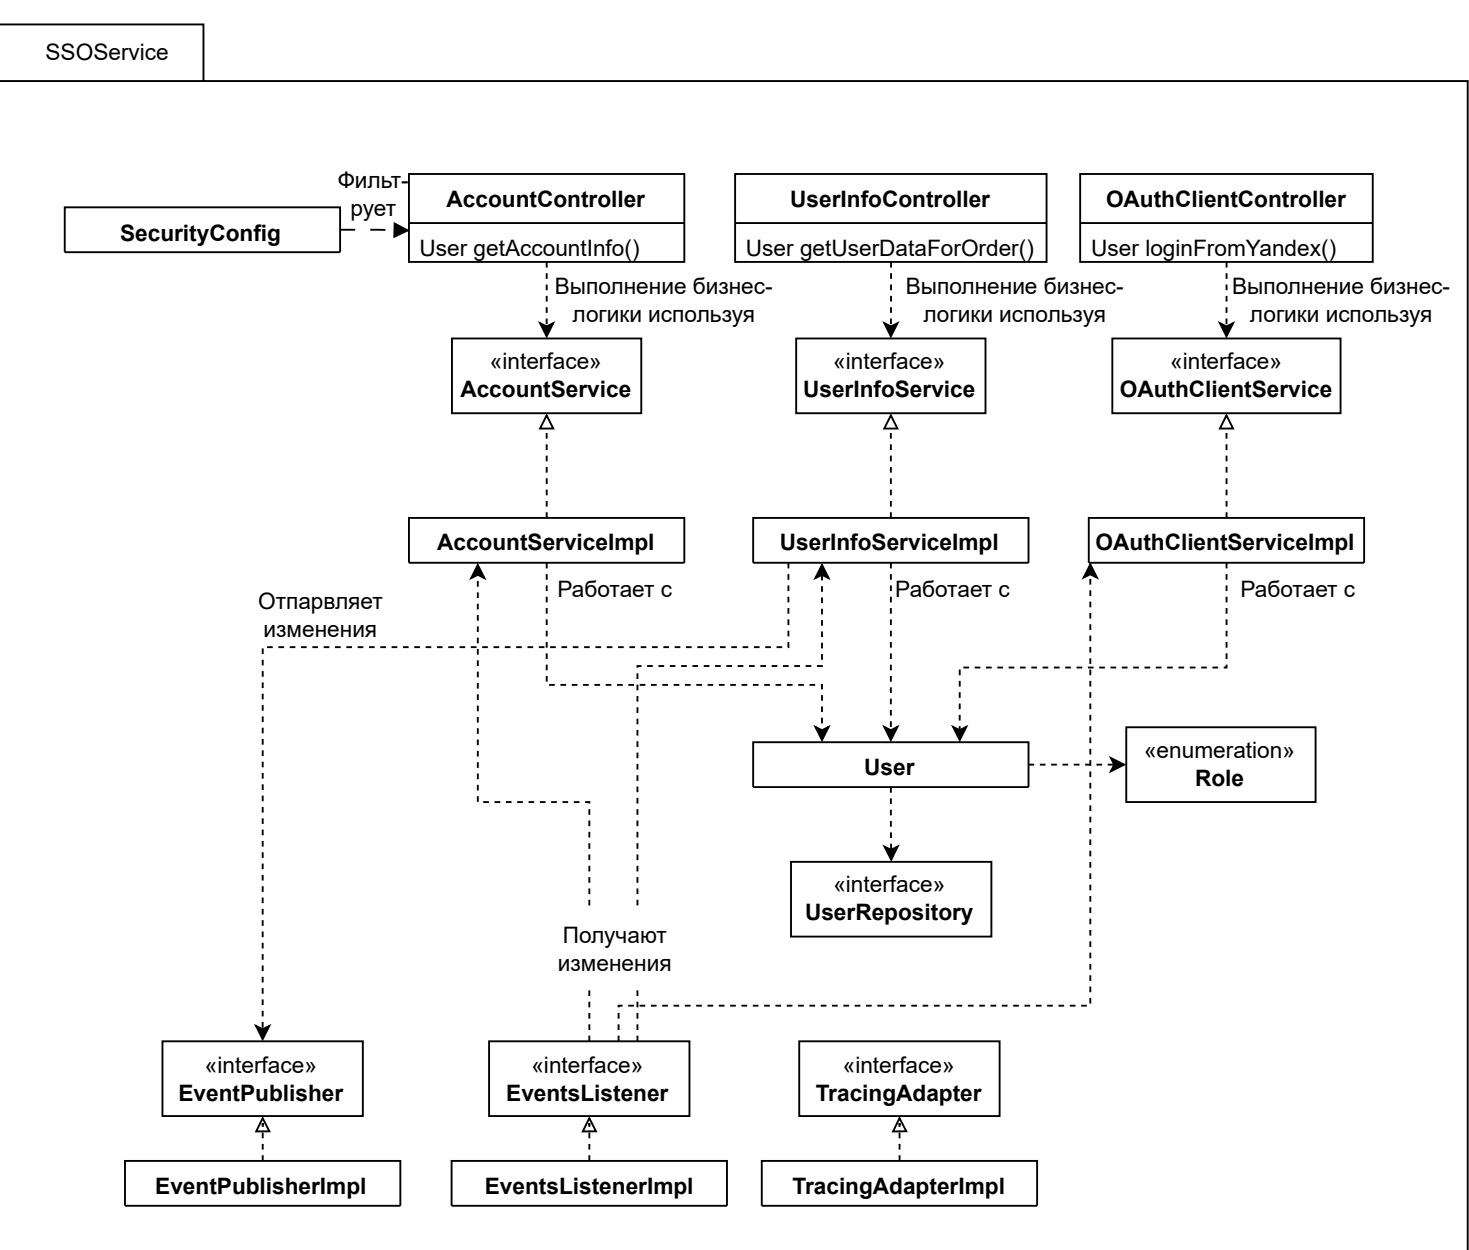 SSOService
Фильт-
рует
SecurityConfig
AccountController
User getAccountInfo()
UserInfoController
User getUserDataForOrder()
OAuthClientController
User loginFromYandex()
Выполнение бизнес-
логики используя
Выполнение бизнес-
логики используя
Выполнение бизнес-
логики используя
«interface»
AccountService
«interface»
UserInfoService
«interface»
OAuthClientService
AccountServiceImpl
UserInfoServiceImpl
OAuthClientServiceImpl
Работает с
Работает с
Работает с
Отпарвляет
изменения
User
«enumeration»
Role
«interface»
UserRepository
Получают
изменения
«interface»
EventPublisher
«interface»
EventsListener
«interface»
TracingAdapter
EventPublisherImpl
EventsListenerImpl
TracingAdapterImpl